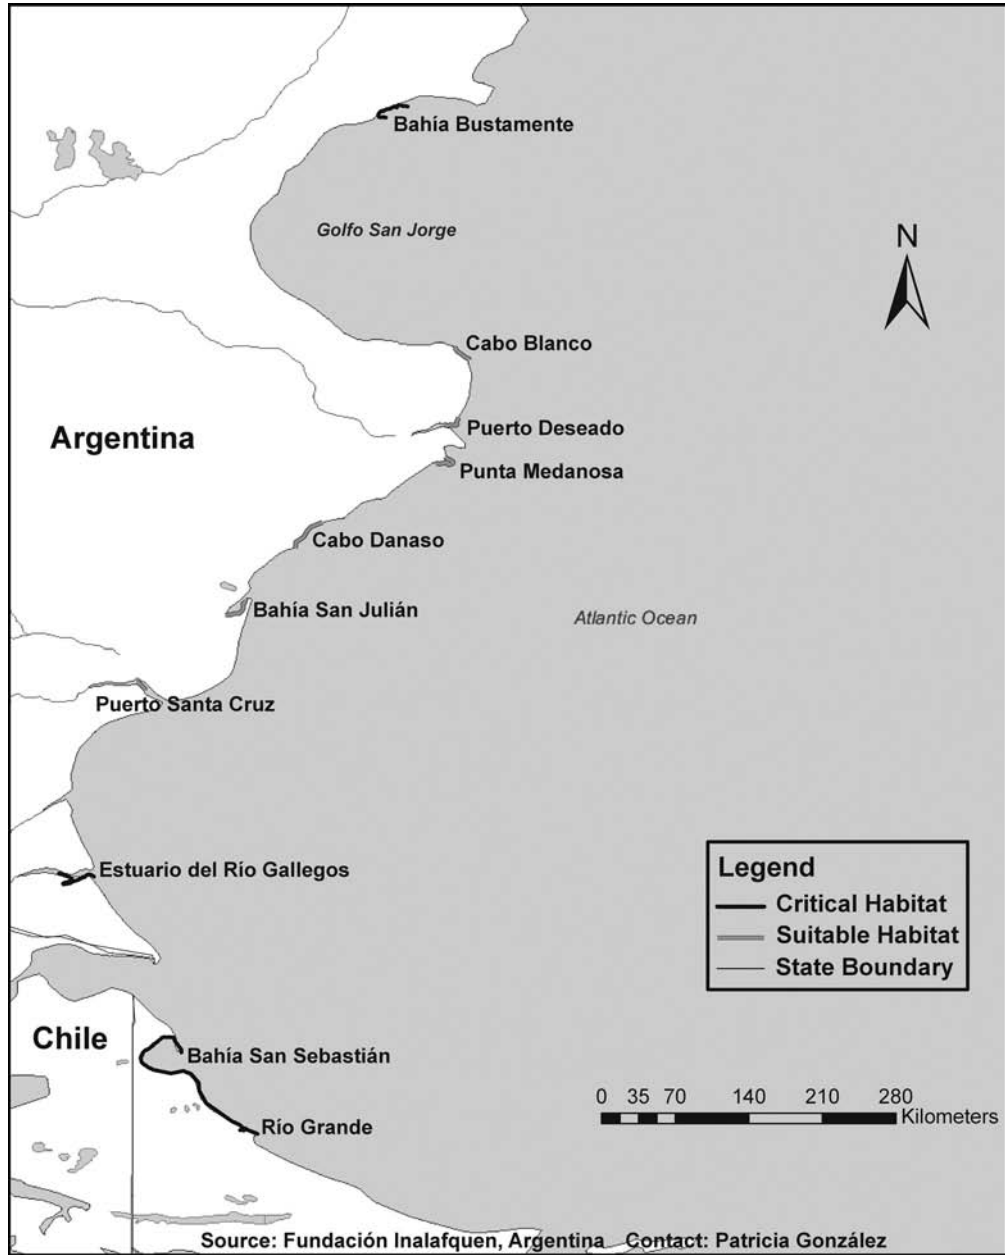 Bahía Bustamente
Golfo San Jorge
N
Cabo Blanco
Argentina
Puerto Deseado
Punta Medanosa
Cabo Danaso
Bahía San Julián
Atlantic Ocean
Puerto Santa Cruz
Estuario del Río Gallegos
Legend
Critical Habitat
Suitable Habitat
State Boundary
Chile
Bahía San Sebastián
0 35 70 140 210 280
Kilometers
Río Grande
Source: Fundación Inalafquen, Argentina Contact: Patricia González